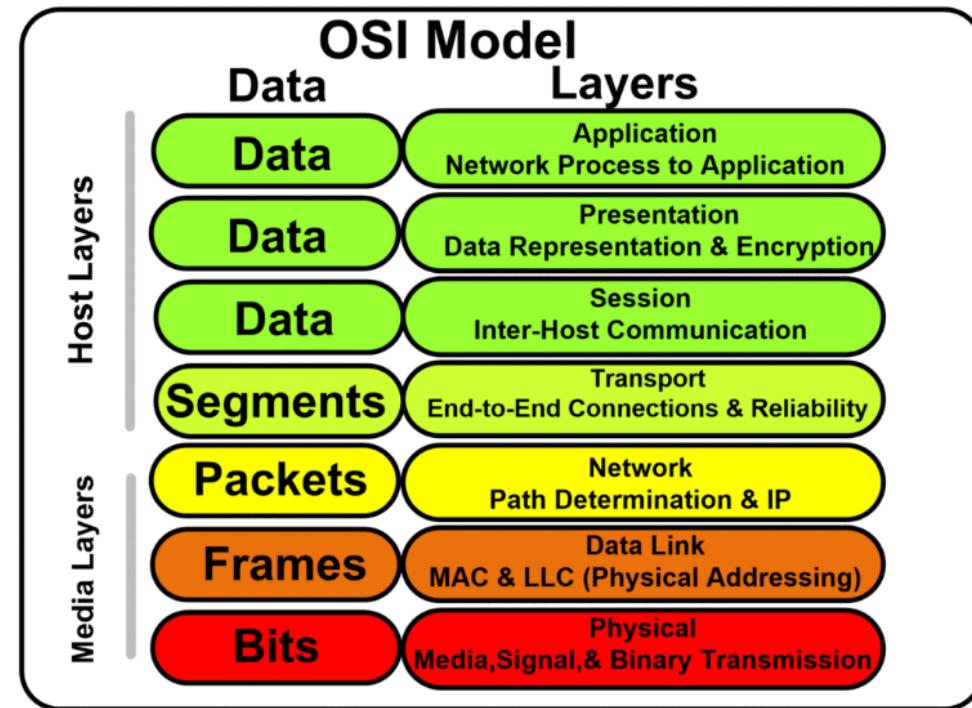 OSI Model
Data
Layers
Host Layers
Data
Application
Network Process to Application
Data
Presentation
Data Representation & Encryption
Data
Session
Inter-Host Communication
Segments
Transport
End-to-End Connections & Reliability
Media Layers
Packets
Network
Path Determination & IP
Frames
Data Link
MAC & LLC (Physical Addressing)
Bits
Physical
Media,Signal,& Binary Transmission